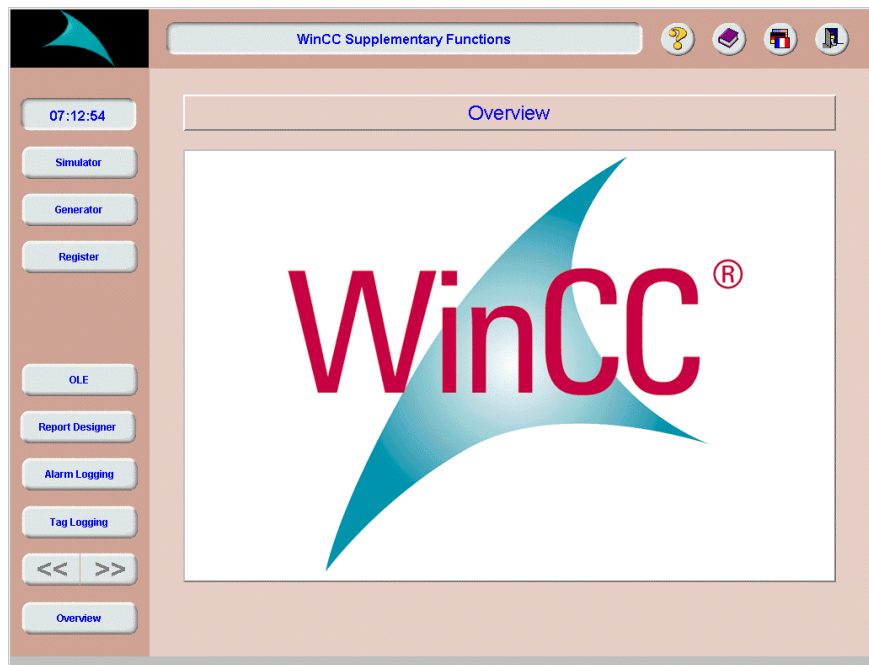 WinCC Supplementary Functions
?
07:12:54
Overview
Simulator
Generator
Register
WinCC®
OLE
Report Designer
Alarm Logging
Tag Logging
<< >>
Overview